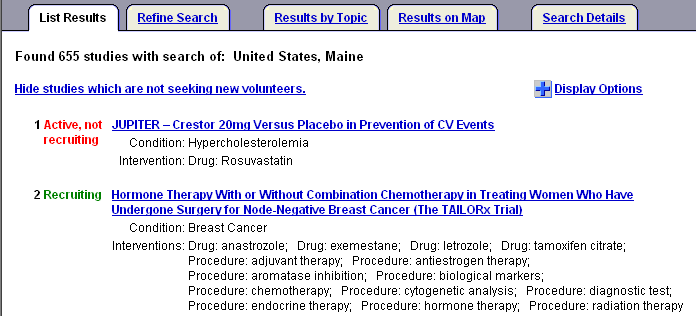 List Results Refine Search Results by Topic Results on Map Search Details
Found 655 studies with search of: United States, Maine
Hide studies which are not seeking new volunteers. Display Options
1 Active, not JUPITER – Crestor 20mg Versus Placebo in Prevention of CV Events
recruiting
Condition: Hypercholesterolemia
Intervention: Drug: Rosuvastatin
2 Recruiting Hormone Therapy With or Without Combination Chemotherapy in Treating Women Who Have
Undergone Surgery for Node-Negative Breast Cancer (The TAILORx Trial)
Condition: Breast Cancer
Interventions: Drug: anastrozole; Drug: exemestane; Drug: letrozole; Drug: tamoxifen citrate;
Procedure: adjuvant therapy; Procedure: antiestrogen therapy;
Procedure: aromatase inhibition; Procedure: biological markers;
Procedure: chemotherapy; Procedure: cytogenetic analysis; Procedure: diagnostic test;
Procedure: endocrine therapy; Procedure: hormone therapy; Procedure: radiation therapy